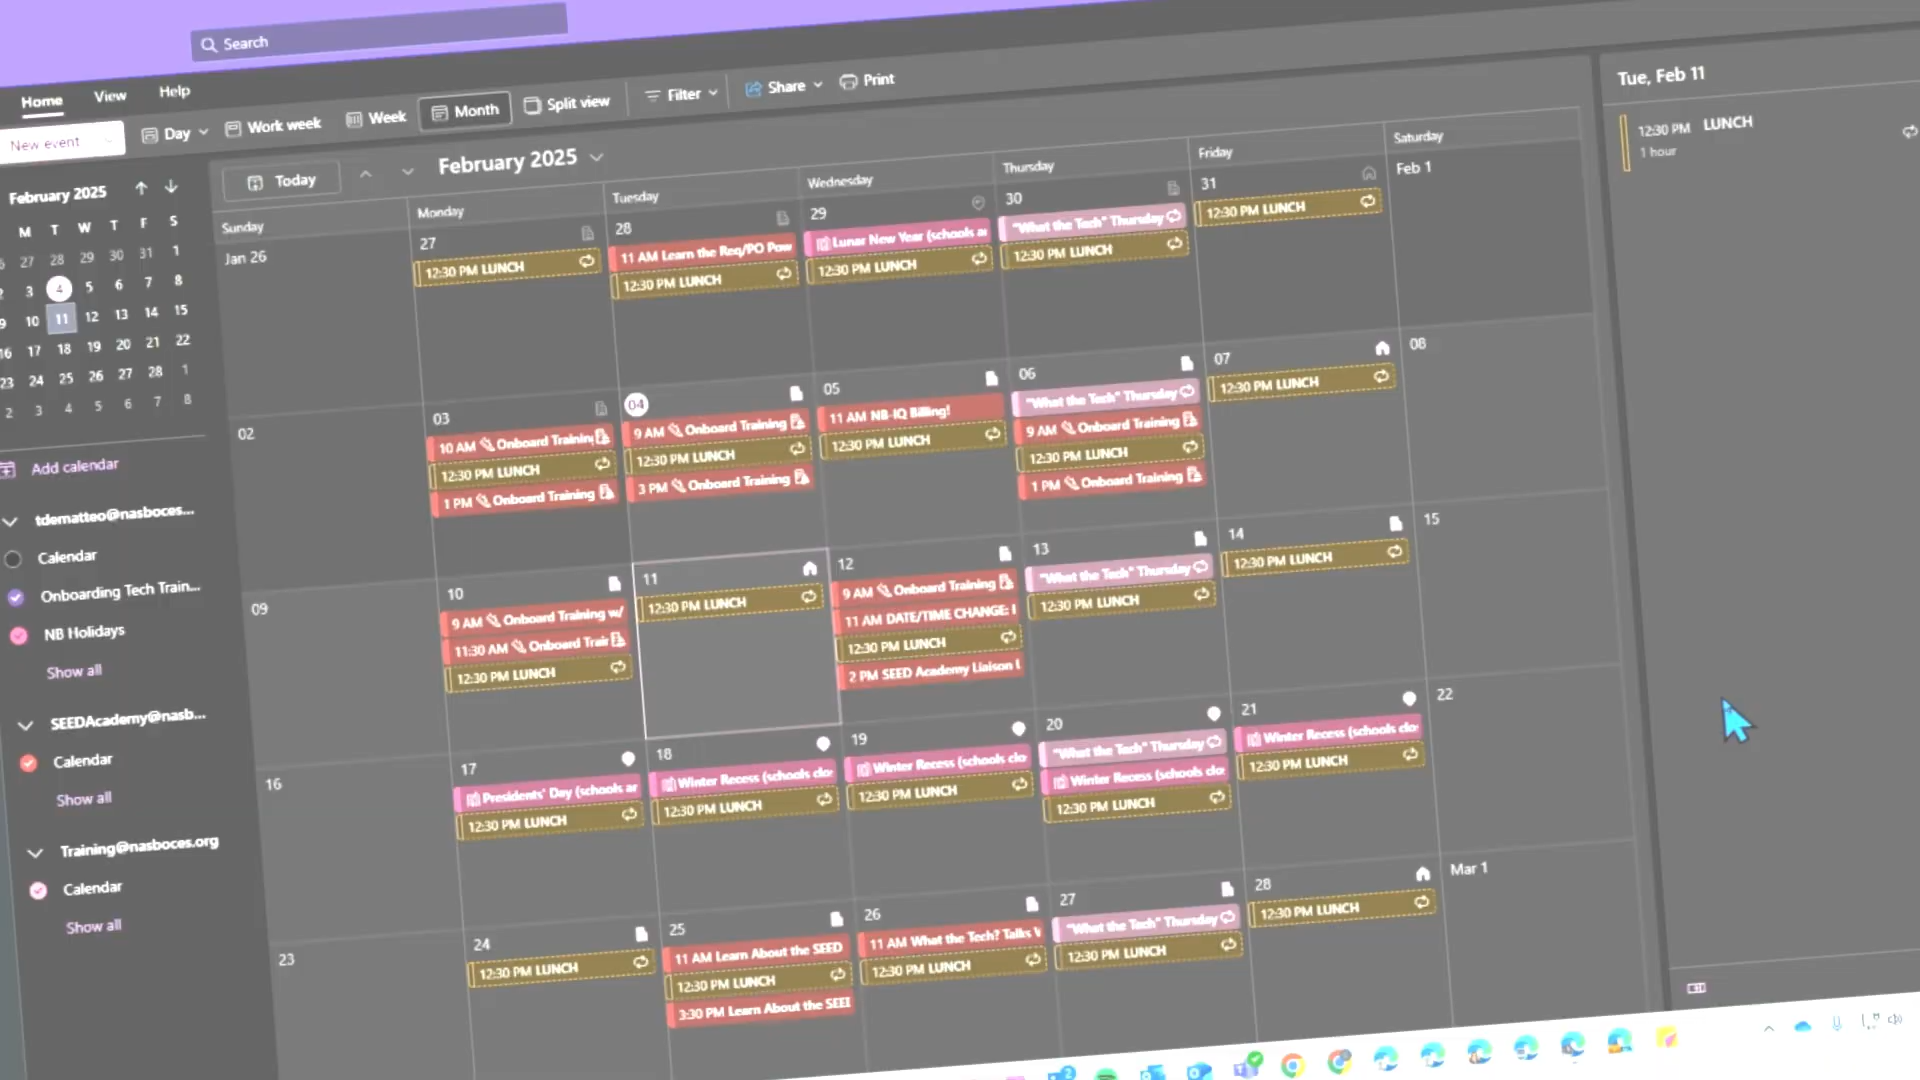 Search
Home View Help
New event
Day Work week Week Month Split view Filter Share Print
Today February 2025
February 2025
M T W T F S
27 28 29 30 31 1
2 3 4 5 6 7 8
9 10 11 12 13 14 15
16 17 18 19 20 21 22
23 24 25 26 27 28 1
2 3 4 5 6 7 8
Add calendar
tdematteo@nasboces...
Calendar
Onboarding Tech Train...
NB Holidays
Show all
SEEDAcademy@nasb...
Calendar
Show all
Training@nasboces.org
Calendar
Show all
Sunday Monday Tuesday Wednesday Thursday Friday Saturday
Jan 26
27
12:30 PM LUNCH
28
11 AM Learn the Req/PO Pow
12:30 PM LUNCH
29
Lunar New Year (schools a
12:30 PM LUNCH
30
"What the Tech" Thursday
12:30 PM LUNCH
31
12:30 PM LUNCH
Feb 1
02
03
10 AM Onboard Training
12:30 PM LUNCH
1 PM Onboard Training
04
9 AM Onboard Training
12:30 PM LUNCH
3 PM Onboard Training
05
11 AM NB-IQ Billing!
12:30 PM LUNCH
06
"What the Tech" Thursday
9 AM Onboard Training
12:30 PM LUNCH
1 PM Onboard Training
07
12:30 PM LUNCH
08
09
10
9 AM Onboard Training w/
11:30 AM Onboard Trair
12:30 PM LUNCH
11
12:30 PM LUNCH
12
9 AM Onboard Training
11 AM DATE/TIME CHANGE:
12:30 PM LUNCH
2 PM SEED Academy Liaison
13
"What the Tech" Thursday
12:30 PM LUNCH
14
12:30 PM LUNCH
15
16
17
Presidents' Day (schools ar
12:30 PM LUNCH
18
Winter Recess (schools clo
12:30 PM LUNCH
19
Winter Recess (schools clo
12:30 PM LUNCH
20
"What the Tech" Thursday
Winter Recess (schools clo
12:30 PM LUNCH
21
Winter Recess (schools clo
12:30 PM LUNCH
22
23
24
12:30 PM LUNCH
25
11 AM Learn About the SEED
12:30 PM LUNCH
3:30 PM Learn About the SEE
26
11 AM What the Tech? Talks
12:30 PM LUNCH
27
"What the Tech" Thursday
12:30 PM LUNCH
28
12:30 PM LUNCH
Mar 1
Tue, Feb 11
12:30 PM LUNCH
1 hour